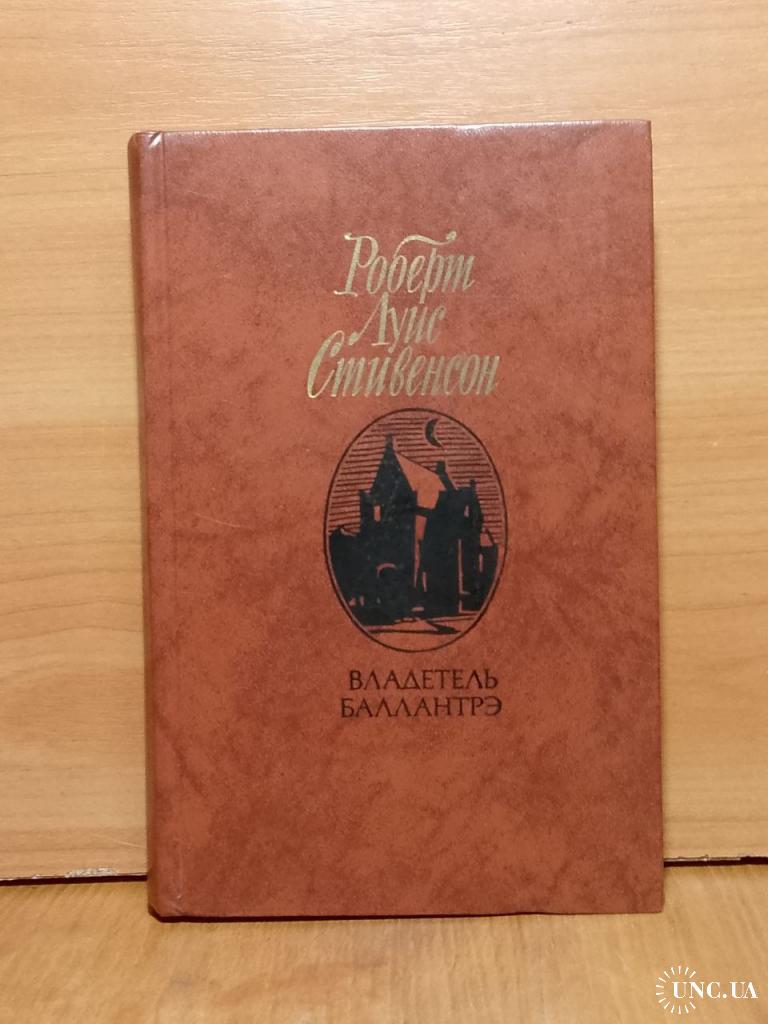 Роберт
Луис
Стивенсон
ВЛАДЕТЕЛЬ
БАЛЛАНТРЭ
UNC.UA